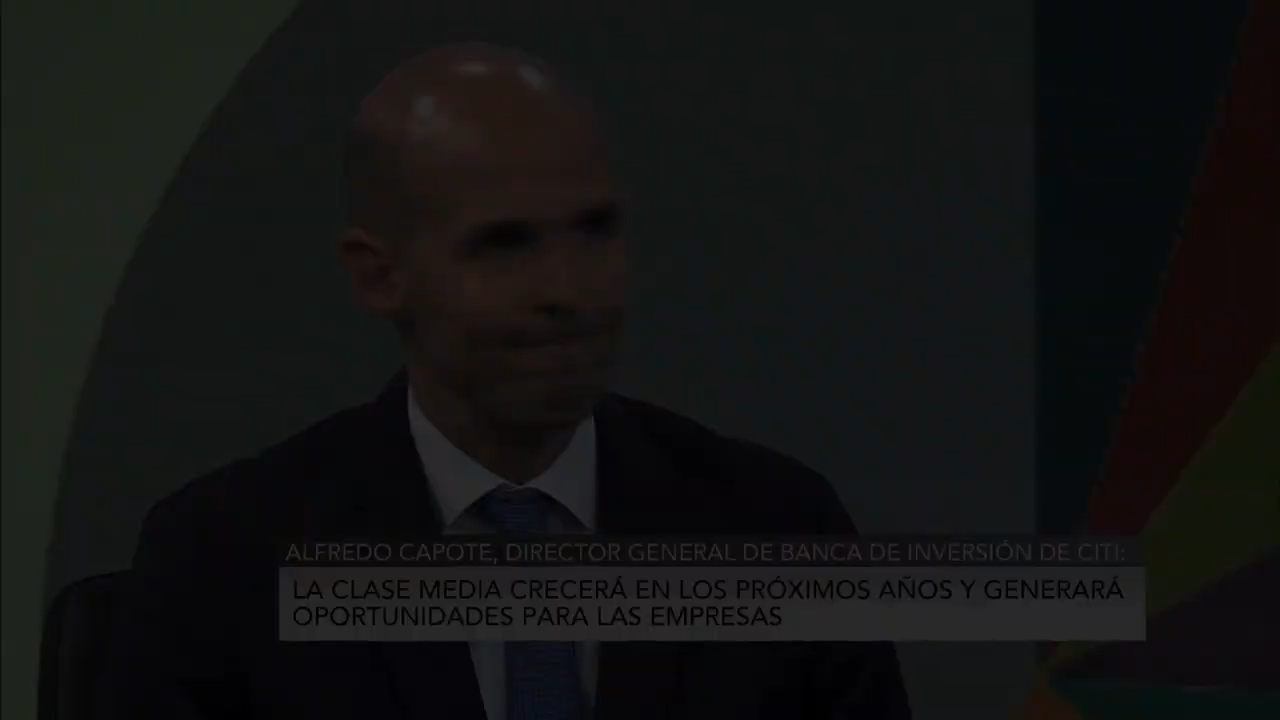 ALFREDO CAPOTE, DIRECTOR GENERAL DE BANCA DE INVERSIÓN DE CITI:
LA CLASE MEDIA CRECERÁ EN LOS PRÓXIMOS AÑOS Y GENERARÁ
OPORTUNIDADES PARA LAS EMPRESAS